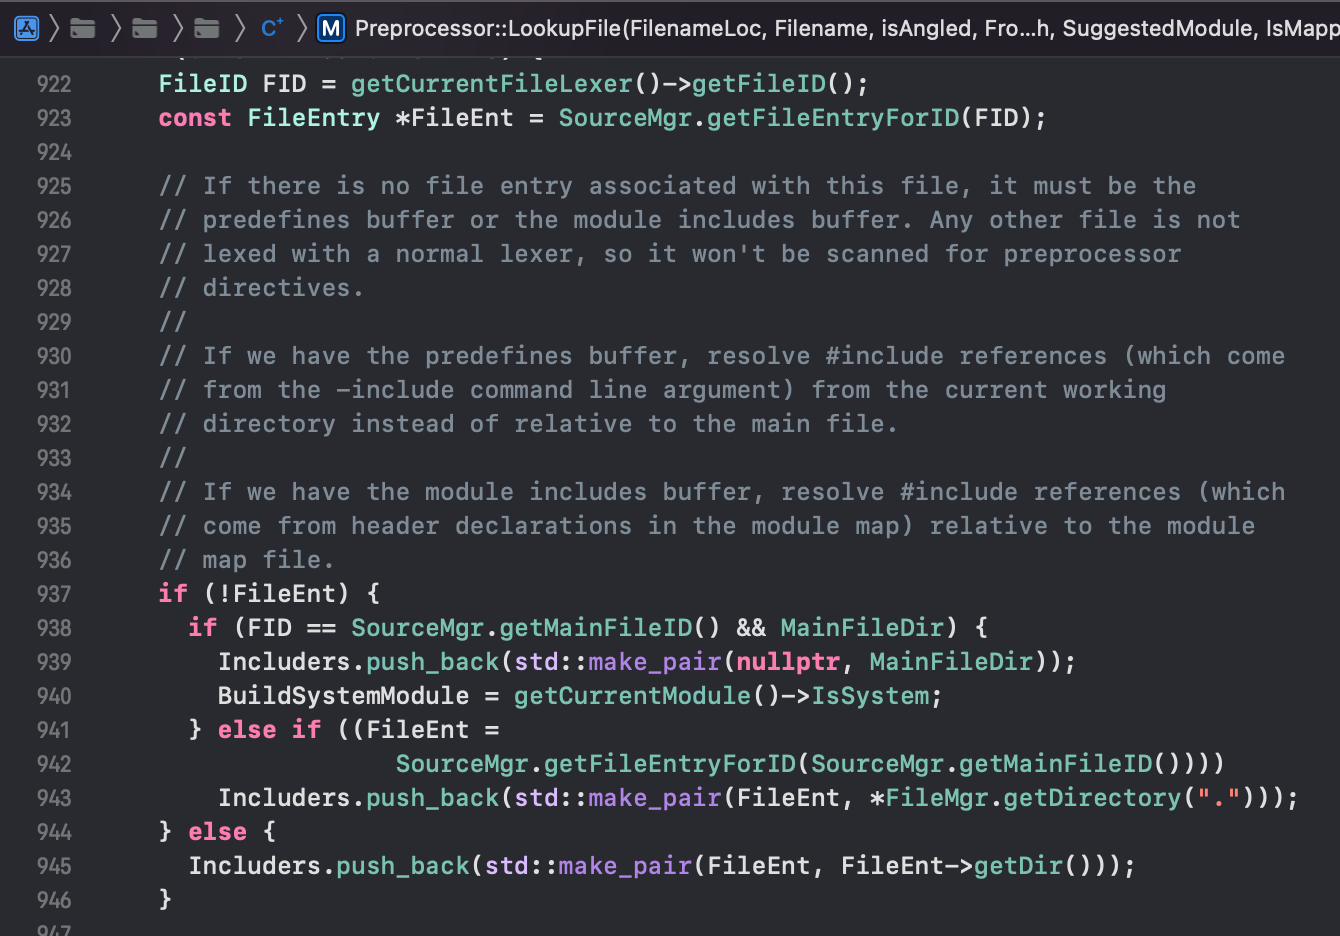 C+ M Preprocessor::LookupFile(FilenameLoc, Filename, isAngled, Fro...h, SuggestedModule, IsMapp
922 FileID FID = getCurrentFileLexer()->getFileID();
923 const FileEntry *FileEnt = SourceMgr.getFileEntryForID(FID);
924
925 // If there is no file entry associated with this file, it must be the
926 // predefines buffer or the module includes buffer. Any other file is not
927 // lexed with a normal lexer, so it won't be scanned for preprocessor
928 // directives.
929 //
930 // If we have the predefines buffer, resolve #include references (which come
931 // from the -include command line argument) from the current working
932 // directory instead of relative to the main file.
933 //
934 // If we have the module includes buffer, resolve #include references (which
935 // come from header declarations in the module map) relative to the module
936 // map file.
937 if (!FileEnt) {
938 if (FID == SourceMgr.getMainFileID() && MainFileDir) {
939 Includers.push_back(std::make_pair(nullptr, MainFileDir));
940 BuildSystemModule = getCurrentModule()->IsSystem;
941 } else if ((FileEnt =
942 SourceMgr.getFileEntryForID(SourceMgr.getMainFileID())))
943 Includers.push_back(std::make_pair(FileEnt, *FileMgr.getDirectory(".")));
944 } else {
945 Includers.push_back(std::make_pair(FileEnt, FileEnt->getDir()));
946 }
947